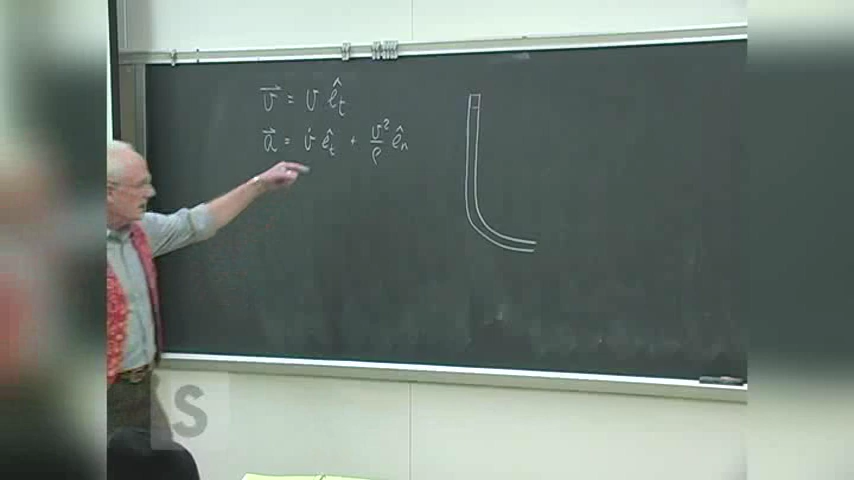 v⃗ = v ê_t
a⃗ = v̇ ê_t + v²/ρ ê_n
S